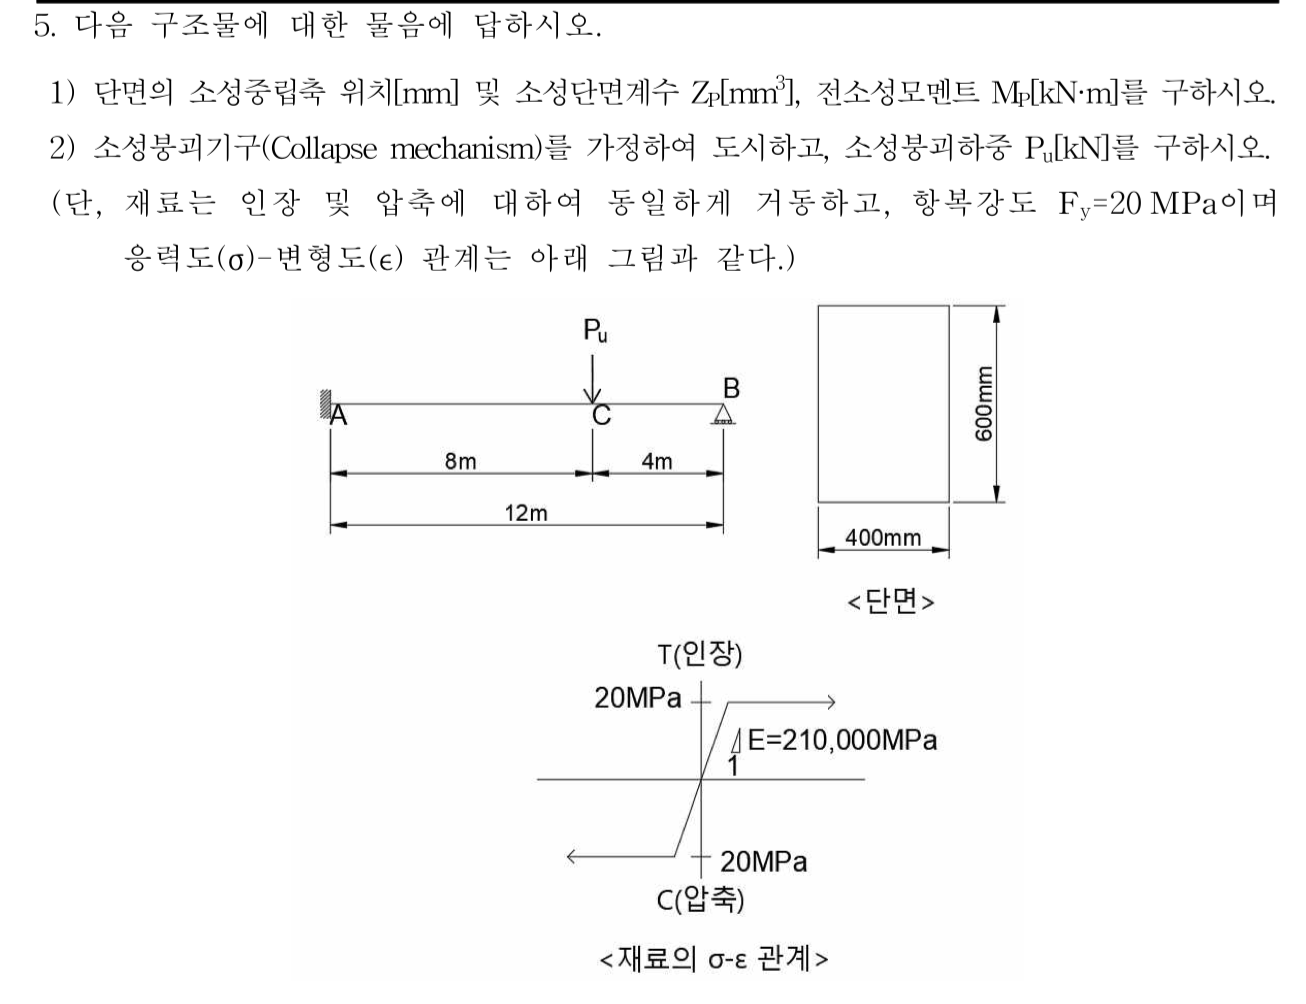 5. 다음 구조물에 대한 물음에 답하시오.
1) 단면의 소성중립축 위치[mm] 및 소성단면계수 Zₚ[mm³], 전소성모멘트 Mₚ[kN·m]를 구하시오.
2) 소성붕괴기구(Collapse mechanism)를 가정하여 도시하고, 소성붕괴하중 Pᵤ[kN]를 구하시오.
(단, 재료는 인장 및 압축에 대하여 동일하게 거동하고, 항복강도 Fy=20 MPa이며
응력도(σ)-변형도(ϵ) 관계는 아래 그림과 같다.)
Pᵤ
A
C
B
8m
4m
12m
600mm
400mm
<단면>
T(인장)
20MPa
E=210,000MPa
1
20MPa
C(압축)
<재료의 σ-ε 관계>